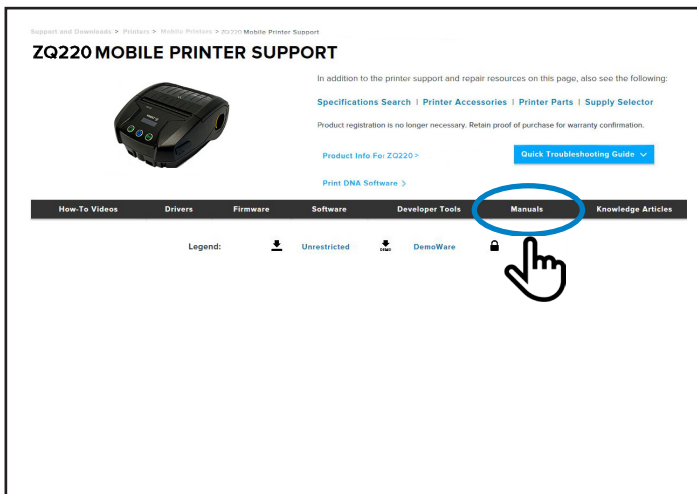 Support and Downloads > Printers > Mobile Printers > ZQ220 Mobile Printer Support
ZQ220 MOBILE PRINTER SUPPORT
In addition to the printer support and repair resources on this page, also see the following:
Specifications Search | Printer Accessories | Printer Parts | Supply Selector
Product registration is no longer necessary. Retain proof of purchase for warranty confirmation.
Product Info For ZQ220 >
Quick Troubleshooting Guide
Print DNA Software >
How-To Videos Drivers Firmware Software Developer Tools Manuals Knowledge Articles
Legend: Unrestricted DEMO DemoWare